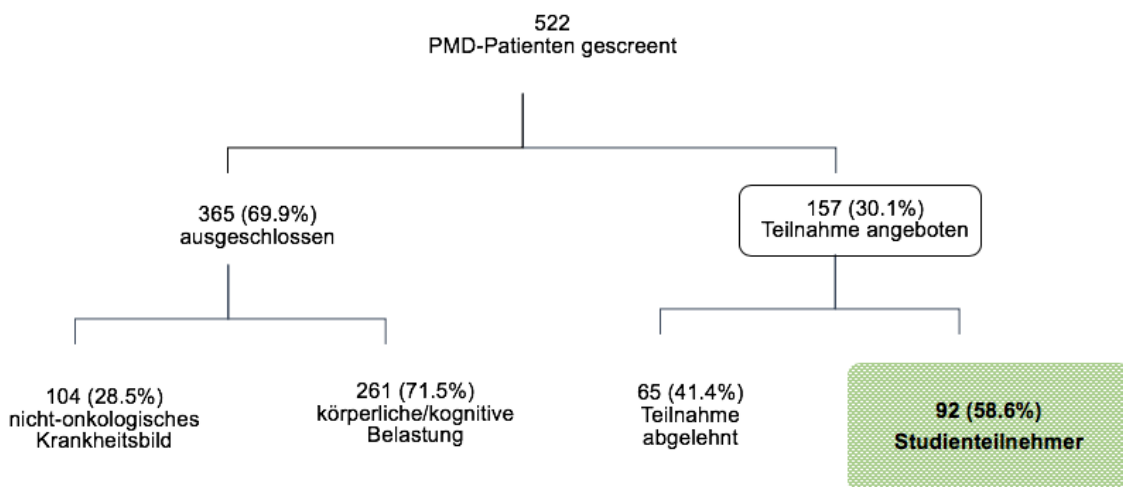 522
PMD-Patienten gescreent
365 (69.9%)
ausgeschlossen
157 (30.1%)
Teilnahme angeboten
104 (28.5%)
nicht-onkologisches
Krankheitsbild
261 (71.5%)
körperliche/kognitive
Belastung
65 (41.4%)
Teilnahme
abgelehnt
92 (58.6%)
Studienteilnehmer